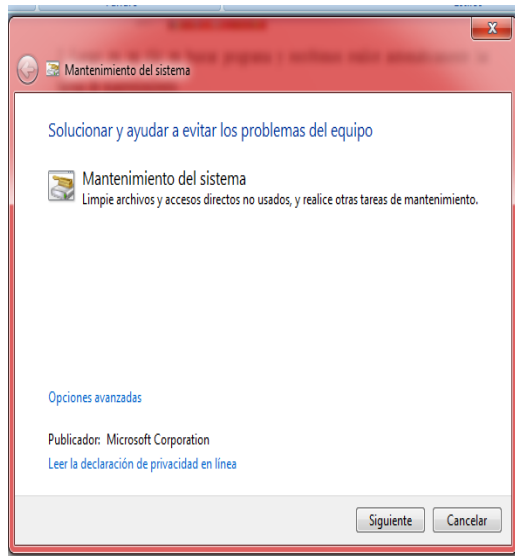 Mantenimiento del sistema
Solucionar y ayudar a evitar los problemas del equipo
Mantenimiento del sistema
Limpie archivos y accesos directos no usados, y realice otras tareas de mantenimiento.
Opciones avanzadas
Publicador: Microsoft Corporation
Leer la declaración de privacidad en línea
Siguiente Cancelar